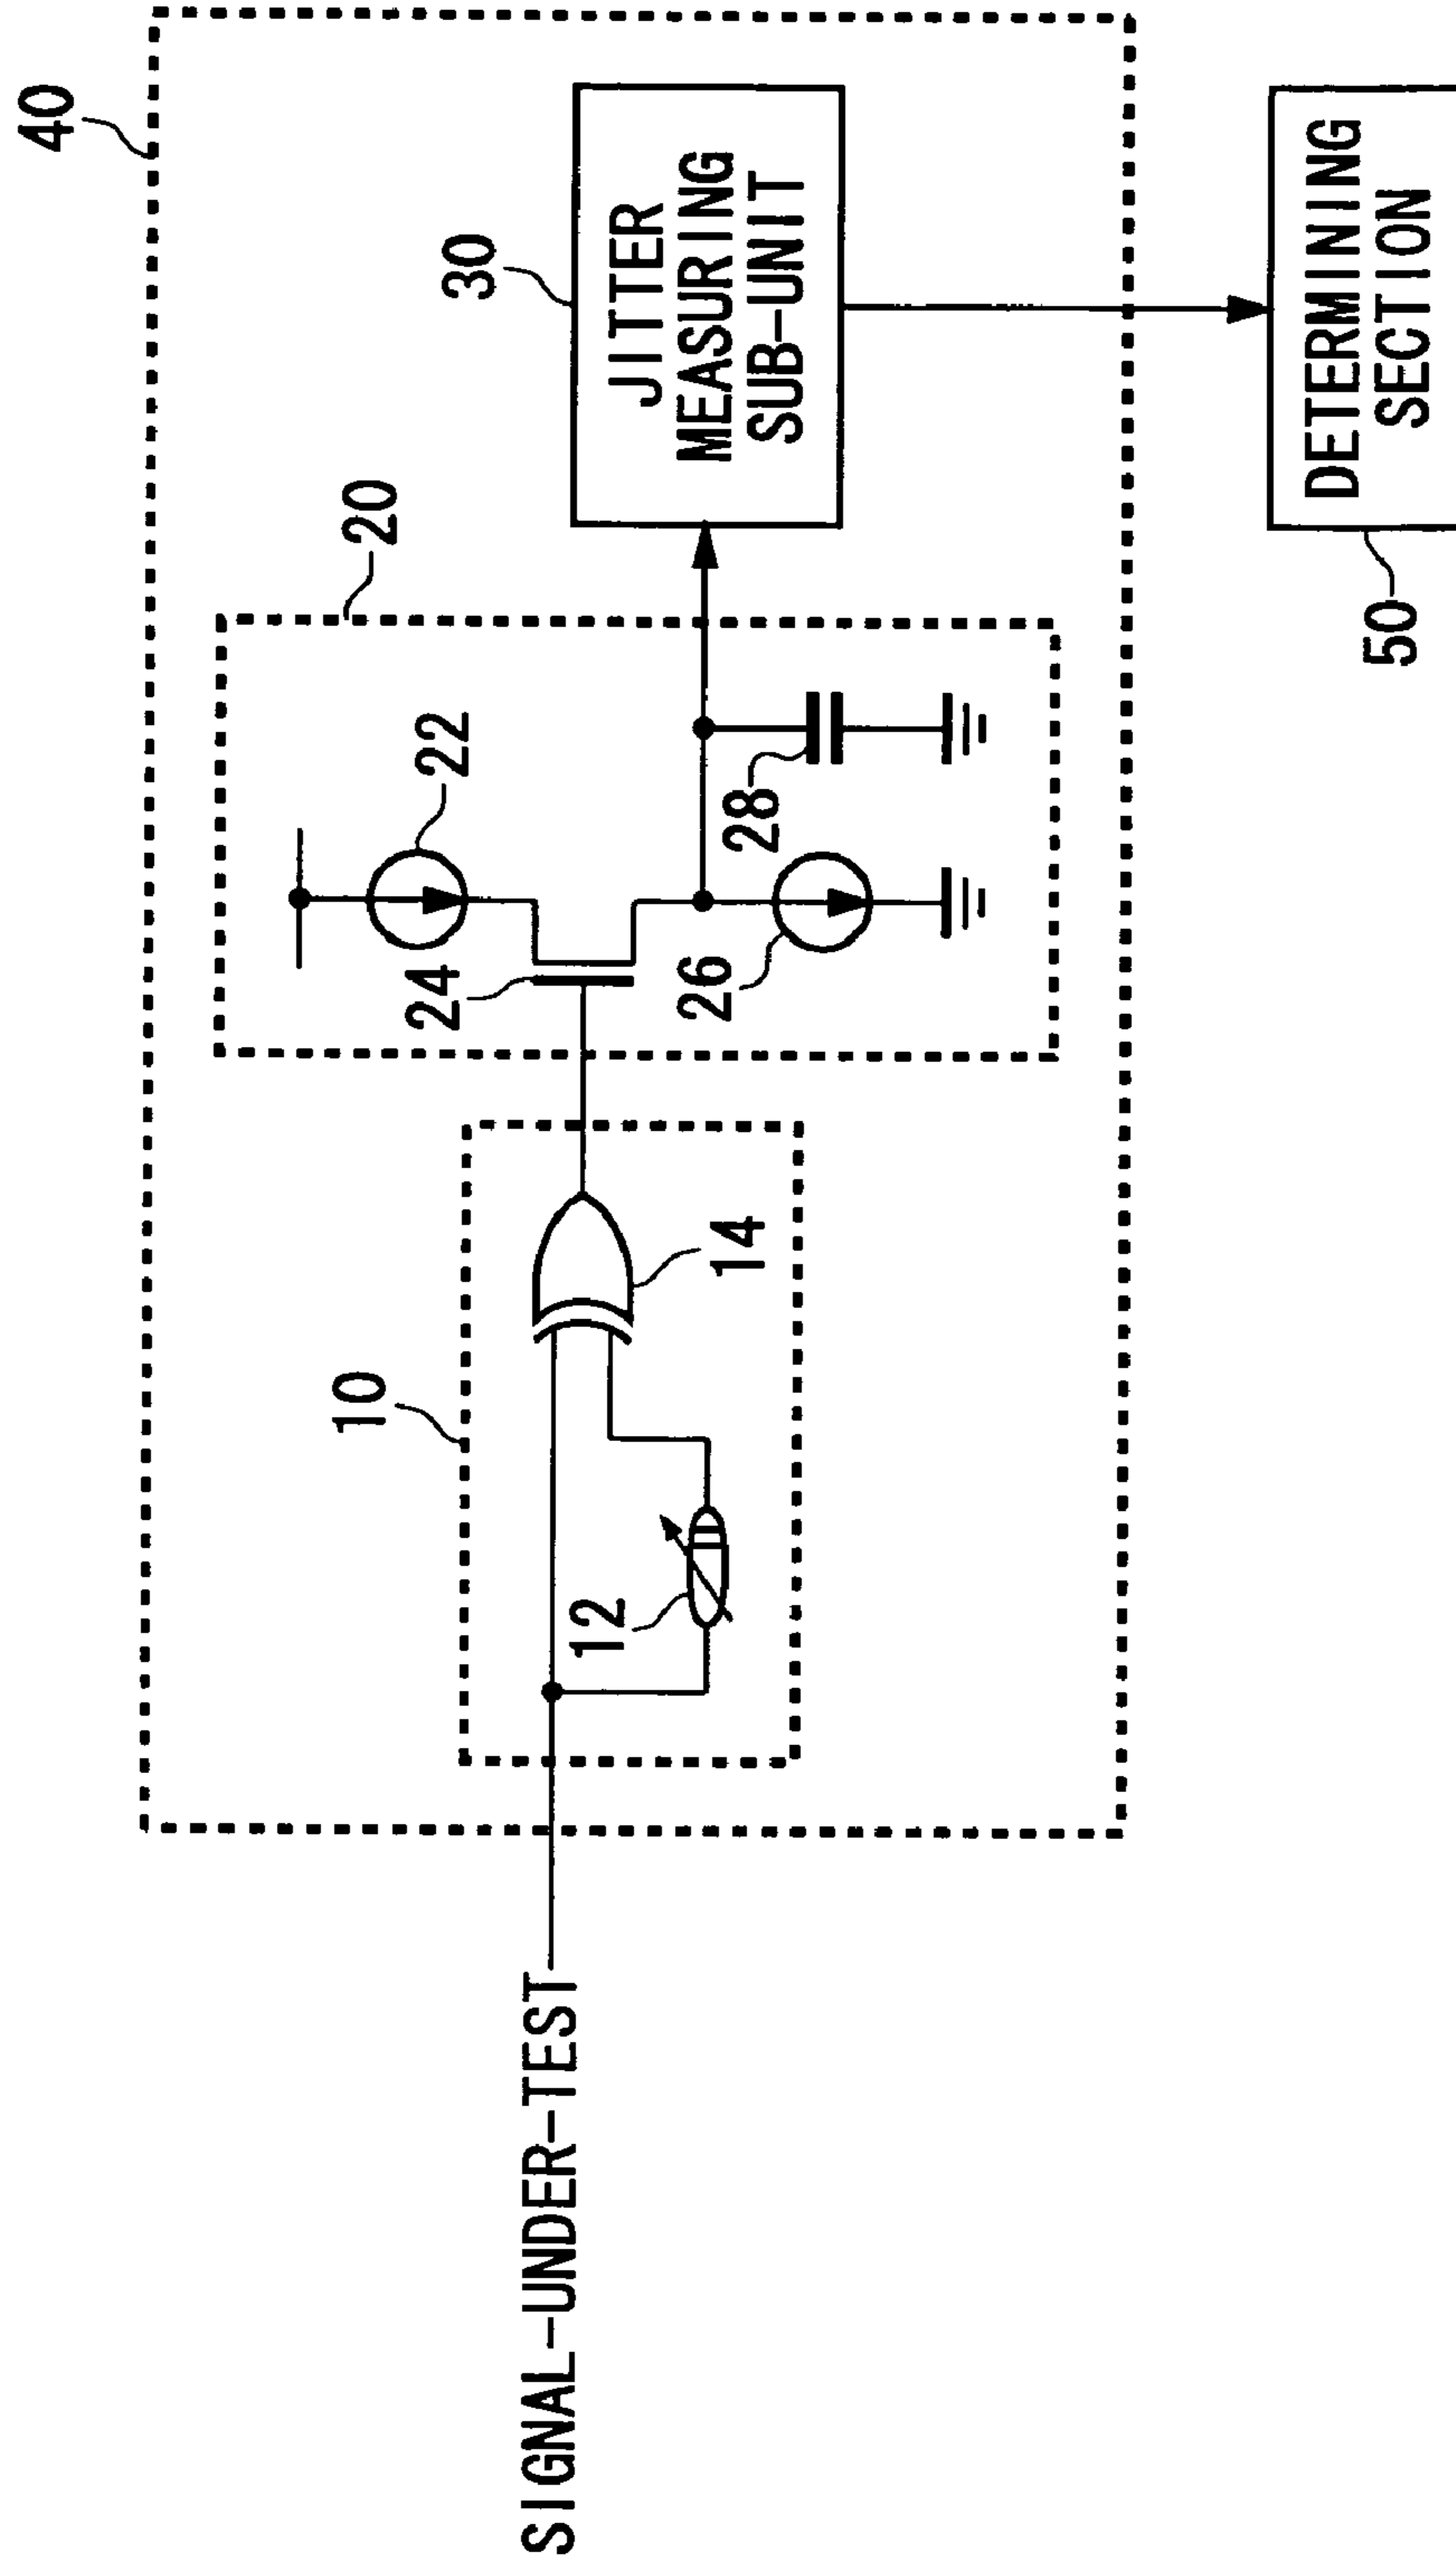 40
20
22
30
JITTER
MEASURING
SUB-UNIT
24
10
26
28
12
14
SIGNAL-UNDER-TEST
50
DETERMINING
SECTION